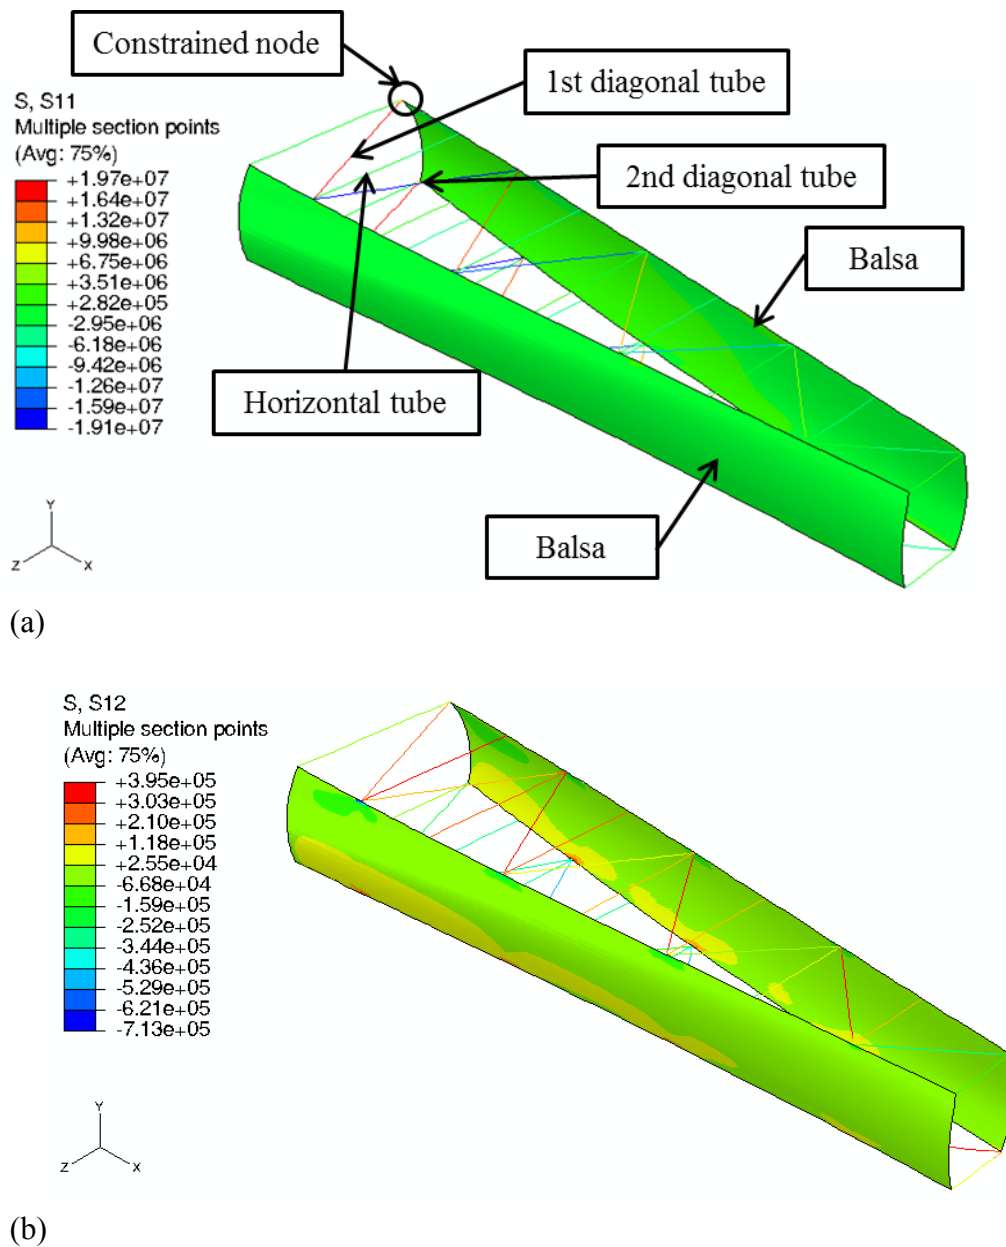 Constrained node
1st diagonal tube
S, S11
Multiple section points
(Avg: 75%)
+1.97e+07
+1.64e+07
+1.32e+07
+9.98e+06
+6.75e+06
+3.51e+06
+2.82e+05
-2.95e+06
-6.18e+06
-9.42e+06
-1.26e+07
-1.59e+07
-1.91e+07
2nd diagonal tube
Balsa
Horizontal tube
Balsa
Y
Z
X
(a)
S, S12
Multiple section points
(Avg: 75%)
+3.95e+05
+3.03e+05
+2.10e+05
+1.18e+05
+2.55e+04
-6.68e+04
-1.59e+05
-2.52e+05
-3.44e+05
-4.36e+05
-5.29e+05
-6.21e+05
-7.13e+05
Y
Z
X
(b)